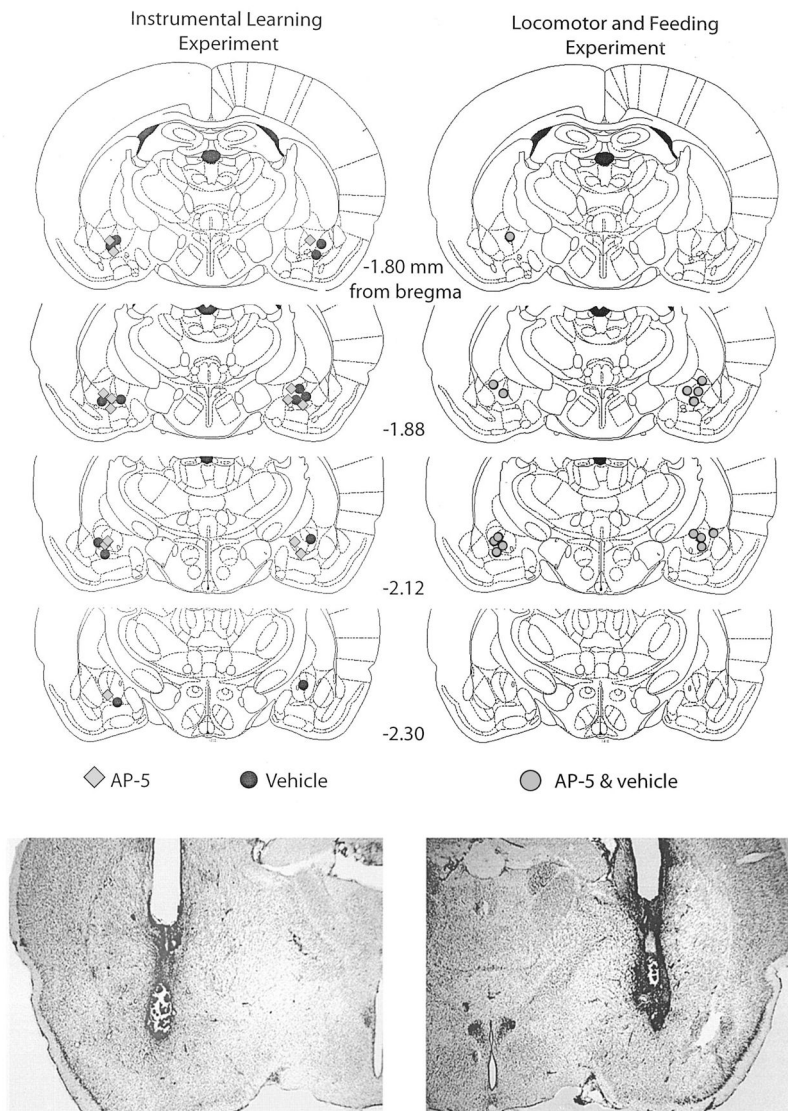 Instrumental Learning
Experiment
Locomotor and Feeding
Experiment
-1.80 mm
from bregma
-1.88
-2.12
-2.30
AP-5
Vehicle
AP-5 & vehicle